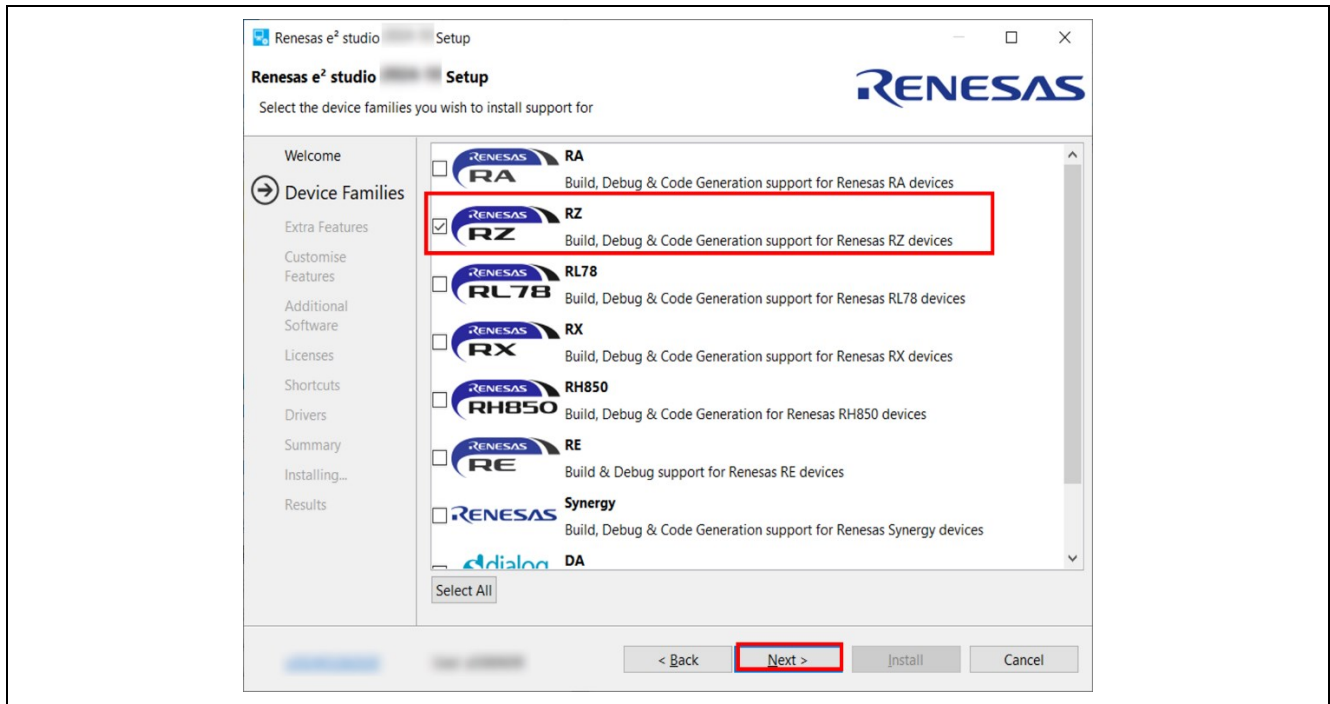 Renesas e² studio Setup
Renesas e² studio Setup
RENESAS
Select the device families you wish to install support for
Welcome
Device Families
Extra Features
Customise
Features
Additional
Software
Licenses
Shortcuts
Drivers
Summary
Installing...
Results
RENESAS
RA
RA
Build, Debug & Code Generation support for Renesas RA devices
RENESAS
RZ
RZ
Build, Debug & Code Generation support for Renesas RZ devices
RENESAS
RL78
RL78
Build, Debug & Code Generation support for Renesas RL78 devices
RENESAS
RX
RX
Build, Debug & Code Generation support for Renesas RX devices
RENESAS
RH850
RH850
Build, Debug & Code Generation for Renesas RH850 devices
RENESAS
RE
RE
Build & Debug support for Renesas RE devices
RENESAS
Synergy
Build, Debug & Code Generation support for Renesas Synergy devices
dialog
DA
Select All
< Back
Next >
Install
Cancel